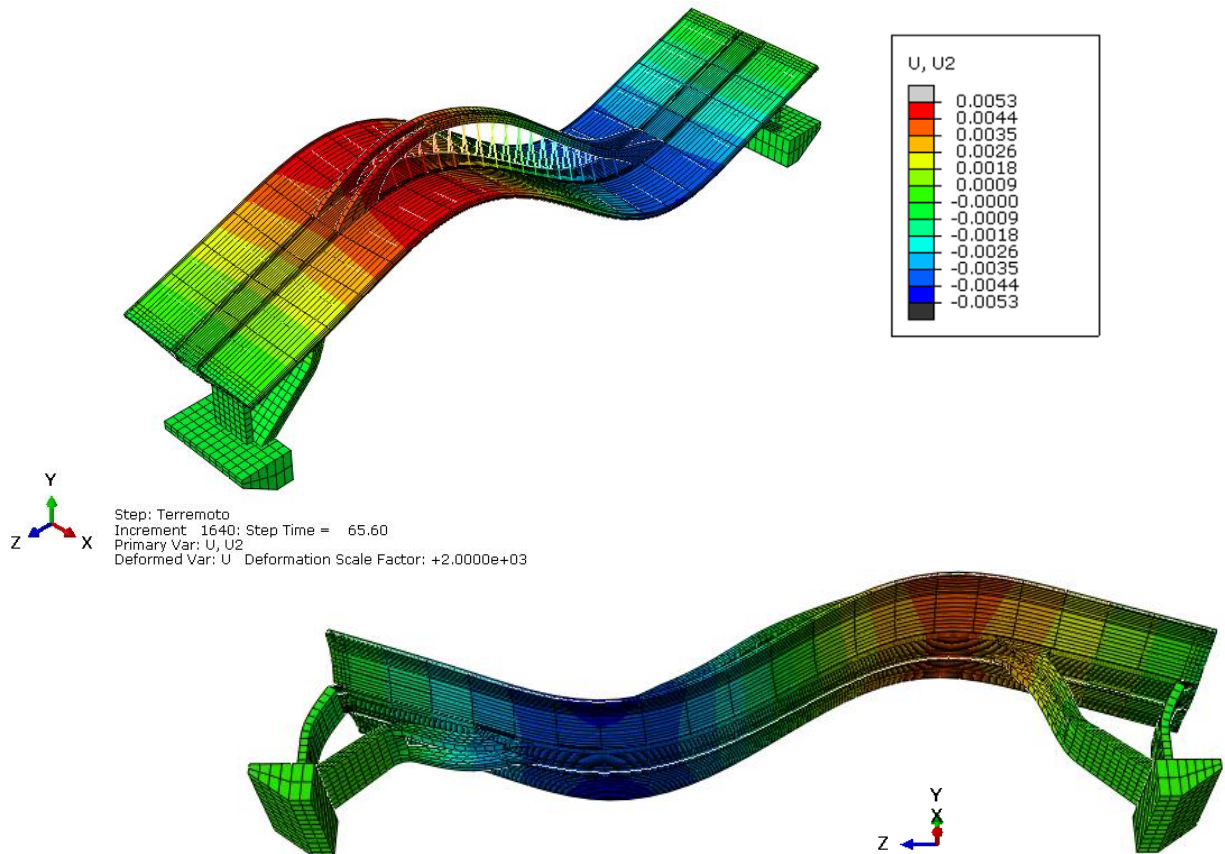 U, U2
0.0053
0.0044
0.0035
0.0026
0.0018
0.0009
-0.0000
-0.0009
-0.0018
-0.0026
-0.0035
-0.0044
-0.0053
Y
Z X
Step: Terremoto
Increment 1640: Step Time = 65.60
Primary Var: U, U2
Deformed Var: U Deformation Scale Factor: +2.0000e+03
Y
X
Z